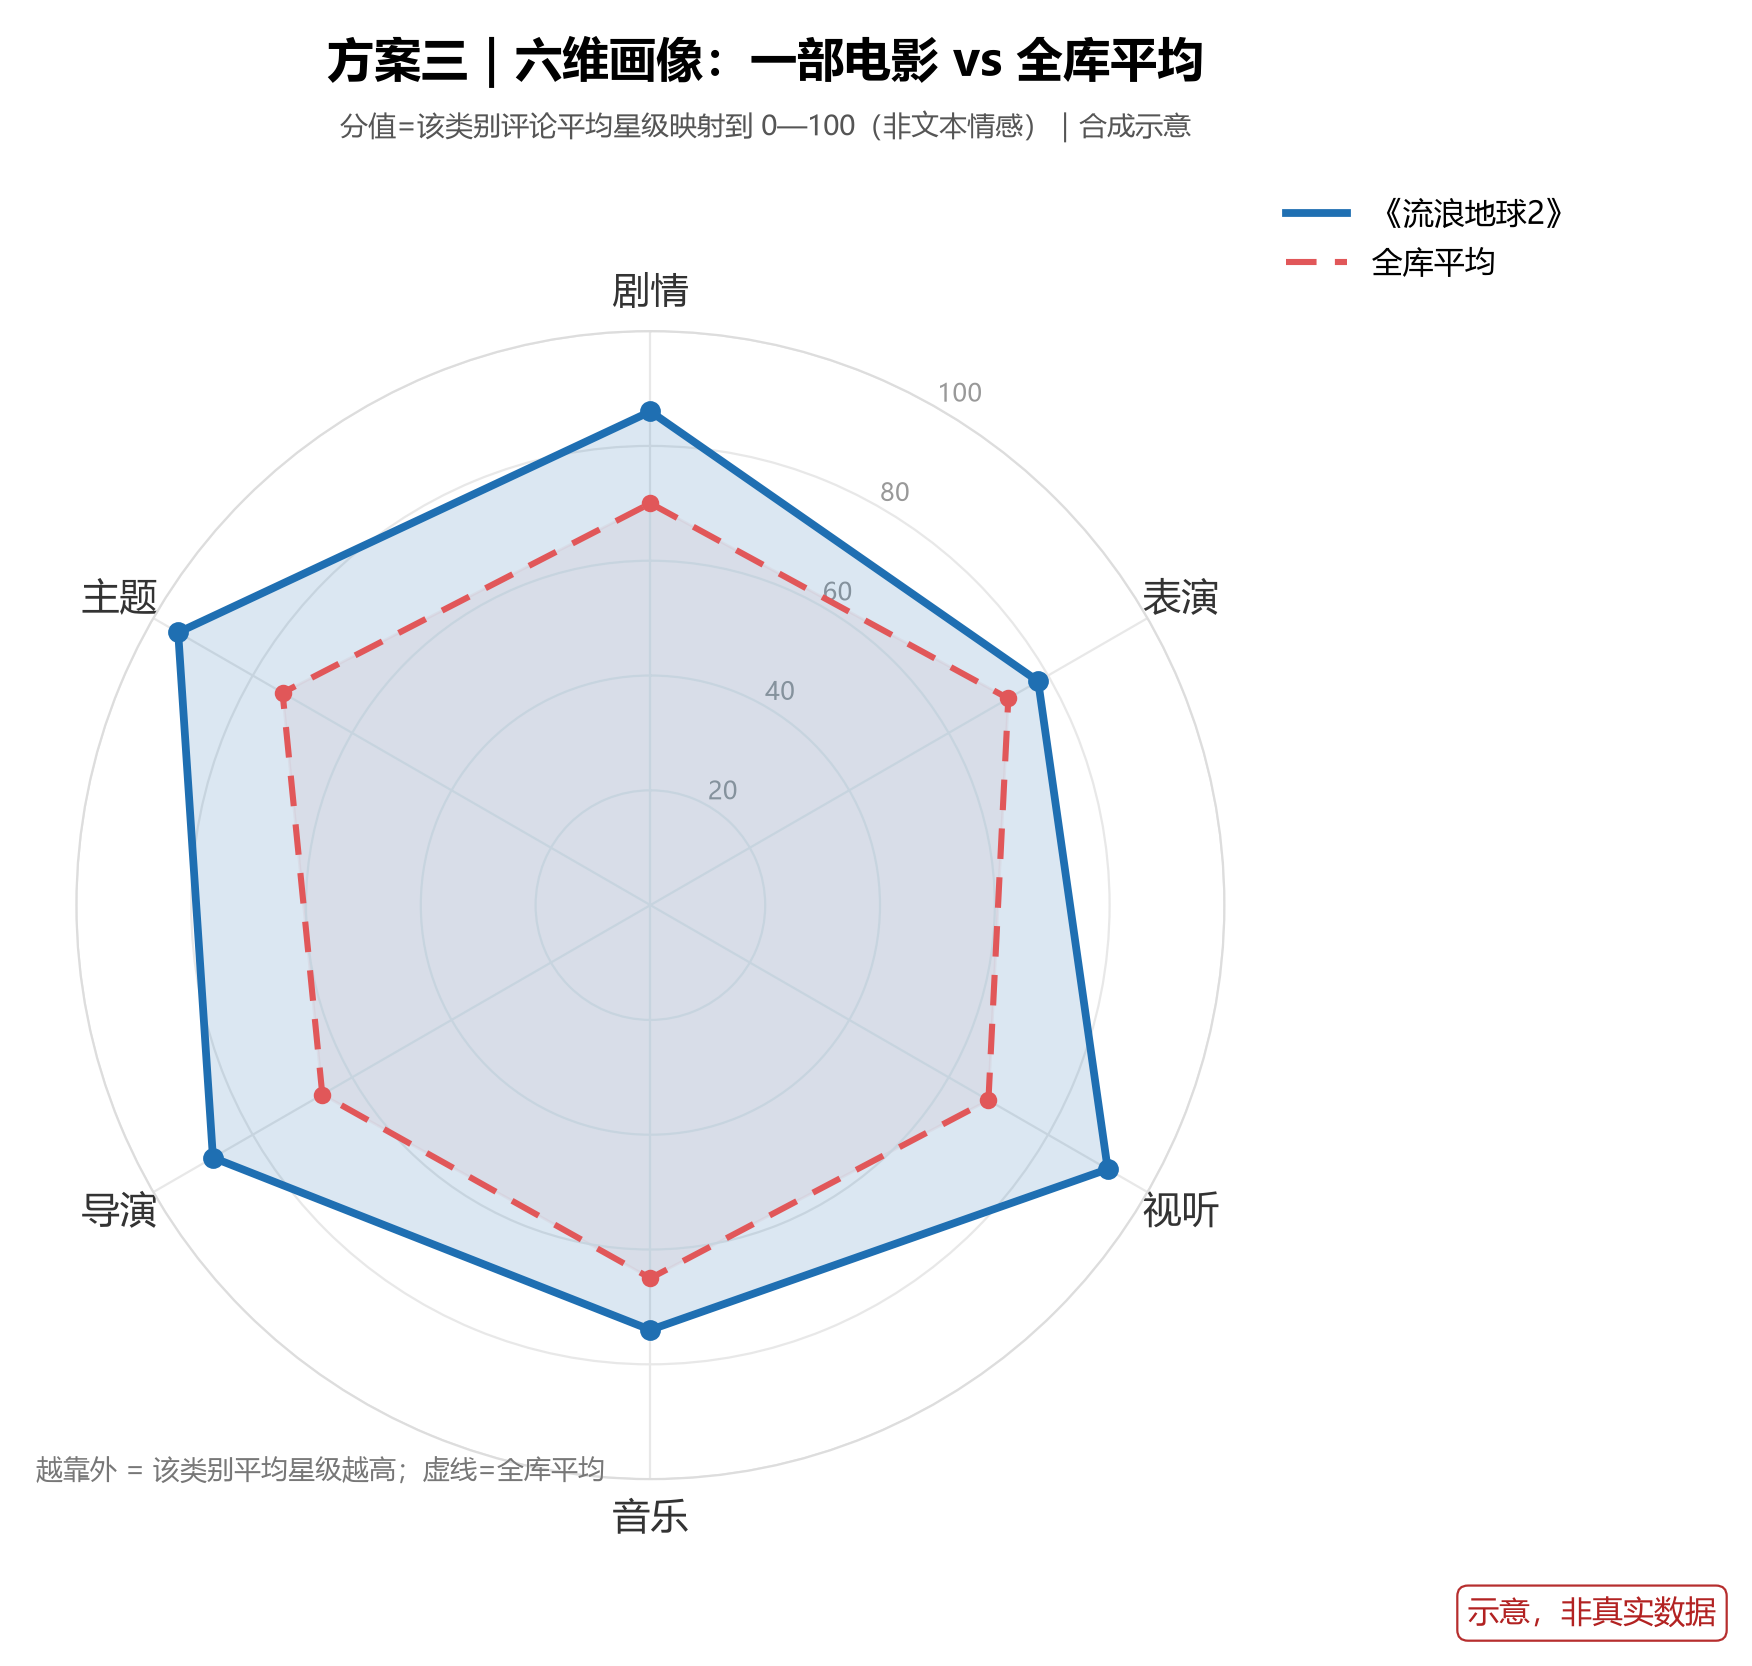 方案三 | 六维画像：一部电影 vs 全库平均
分值=该类别评论平均星级映射到 0—100（非文本情感） | 合成示意
《流浪地球2》
全库平均
剧情
100
80
主题
60
表演
40
20
导演
视听
越靠外 = 该类别平均星级越高；虚线=全库平均
音乐
示意，非真实数据